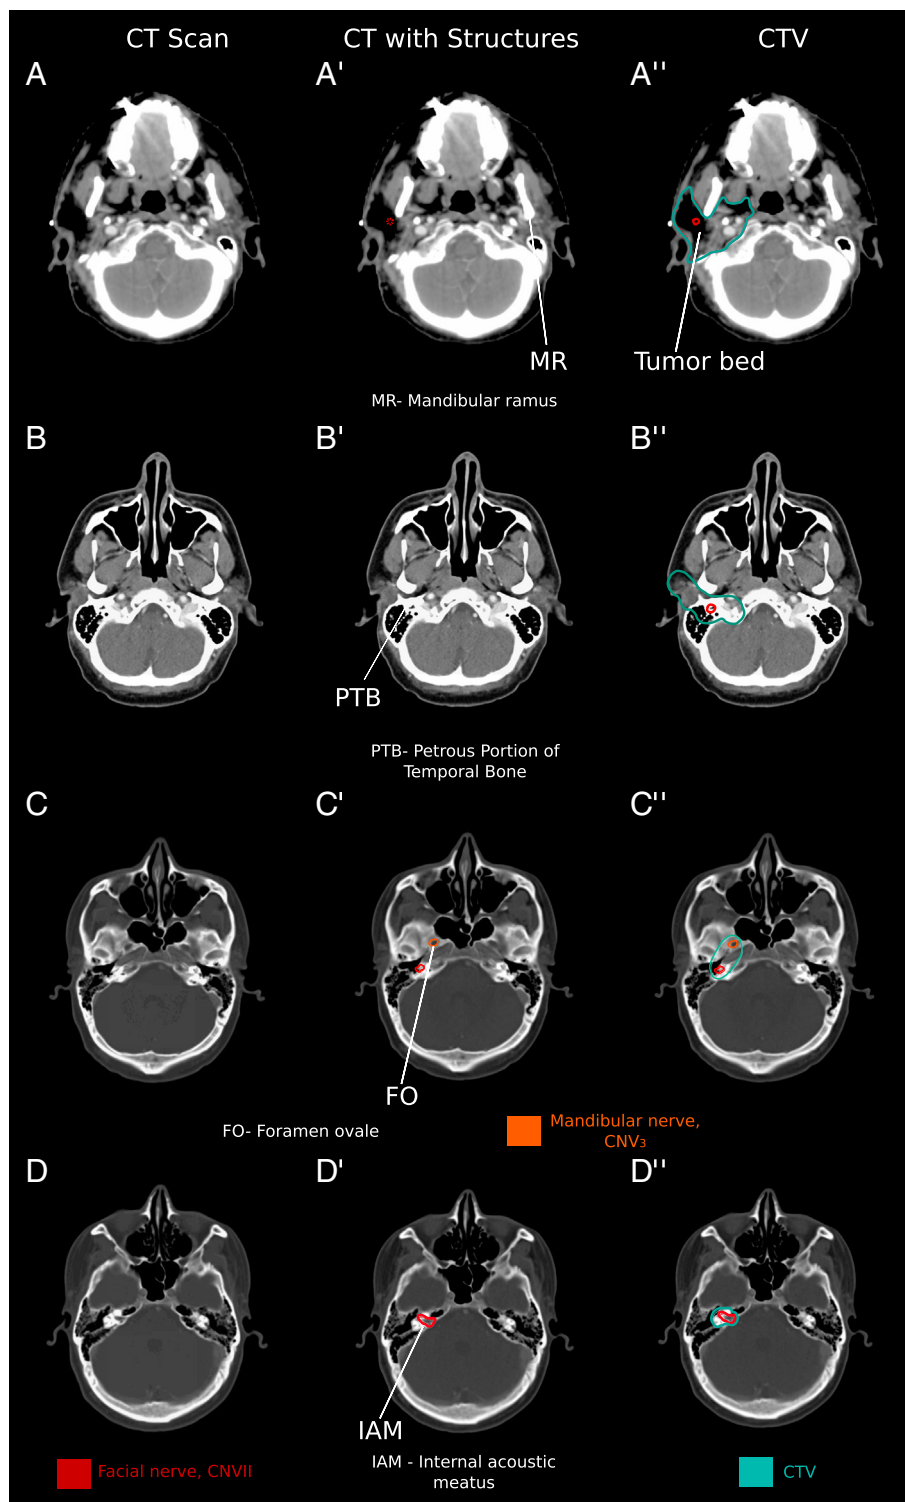 CT Scan CT with Structures CTV
A A' A''
MR Tumor bed
MR- Mandibular ramus
B B' B''
PTB
PTB- Petrous Portion of
Temporal Bone
C C' C''
FO
FO- Foramen ovale
Mandibular nerve,
CNV₃
D D' D''
IAM
Facial nerve, CNVII
IAM - Internal acoustic
meatus
CTV